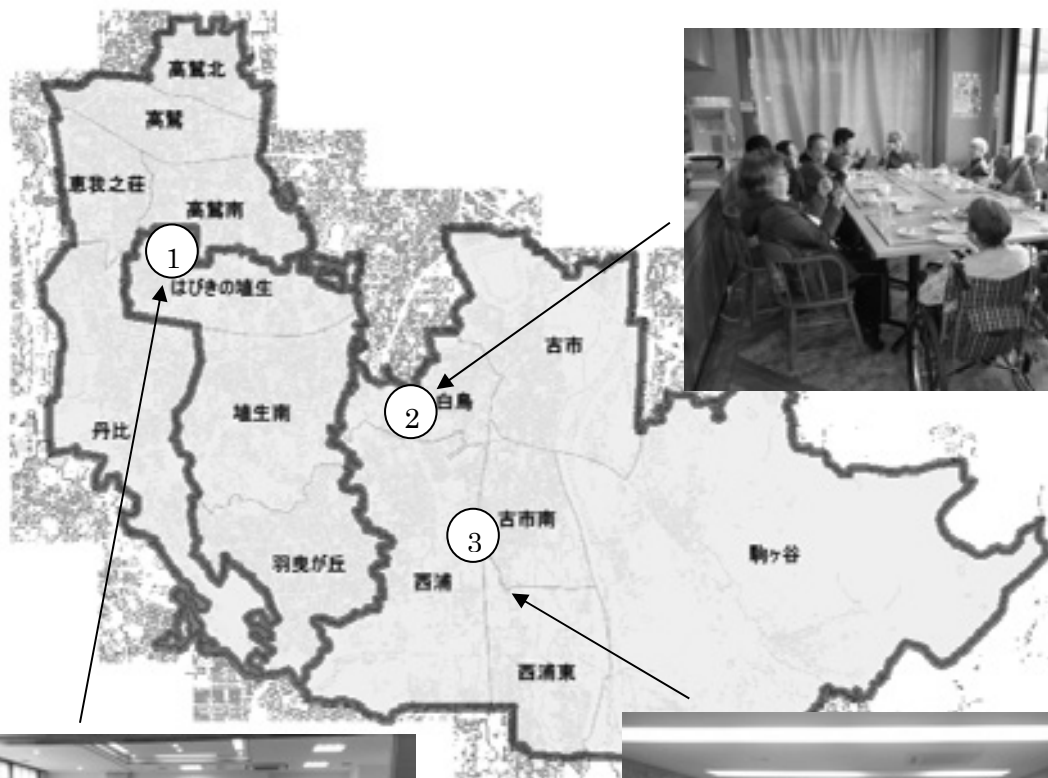 高鷲北
高鷲
恵我之荘
高鷲南
1
はびきの埴生
古市
2
白鳥
埴生南
丹比
3
古市南
駒ヶ谷
羽曳が丘
西浦
西浦東